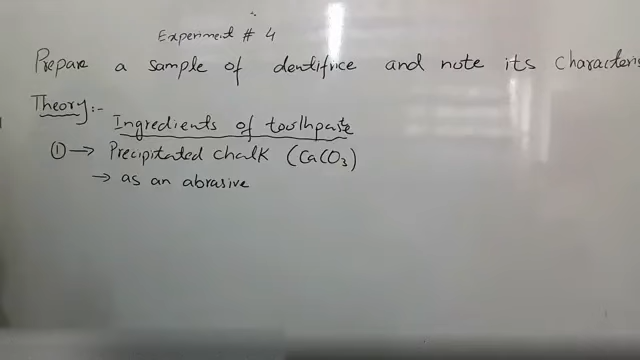 Experiment # 4
Prepare a sample of dentifrice and note its characteris
Theory:-
Ingredients of toothpaste
① → Precipitated chalk (CaCO₃)
→ as an abrasive